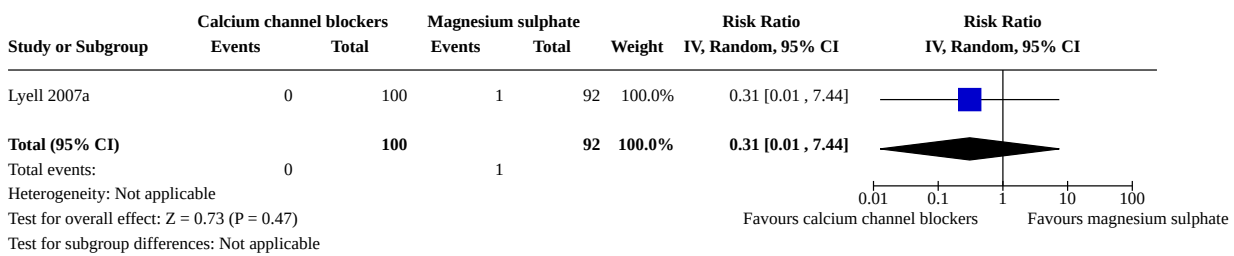 Calcium channel blockers Magnesium sulphate Risk Ratio Risk Ratio
Study or Subgroup Events Total Events Total Weight IV, Random, 95% CI IV, Random, 95% CI
Lyell 2007a 0 100 1 92 100.0% 0.31 [0.01 , 7.44]
Total (95% CI) 100 92 100.0% 0.31 [0.01 , 7.44]
Total events: 0 1
Heterogeneity: Not applicable
0.01 0.1 1 10 100
Test for overall effect: Z = 0.73 (P = 0.47) Favours calcium channel blockers Favours magnesium sulphate
Test for subgroup differences: Not applicable